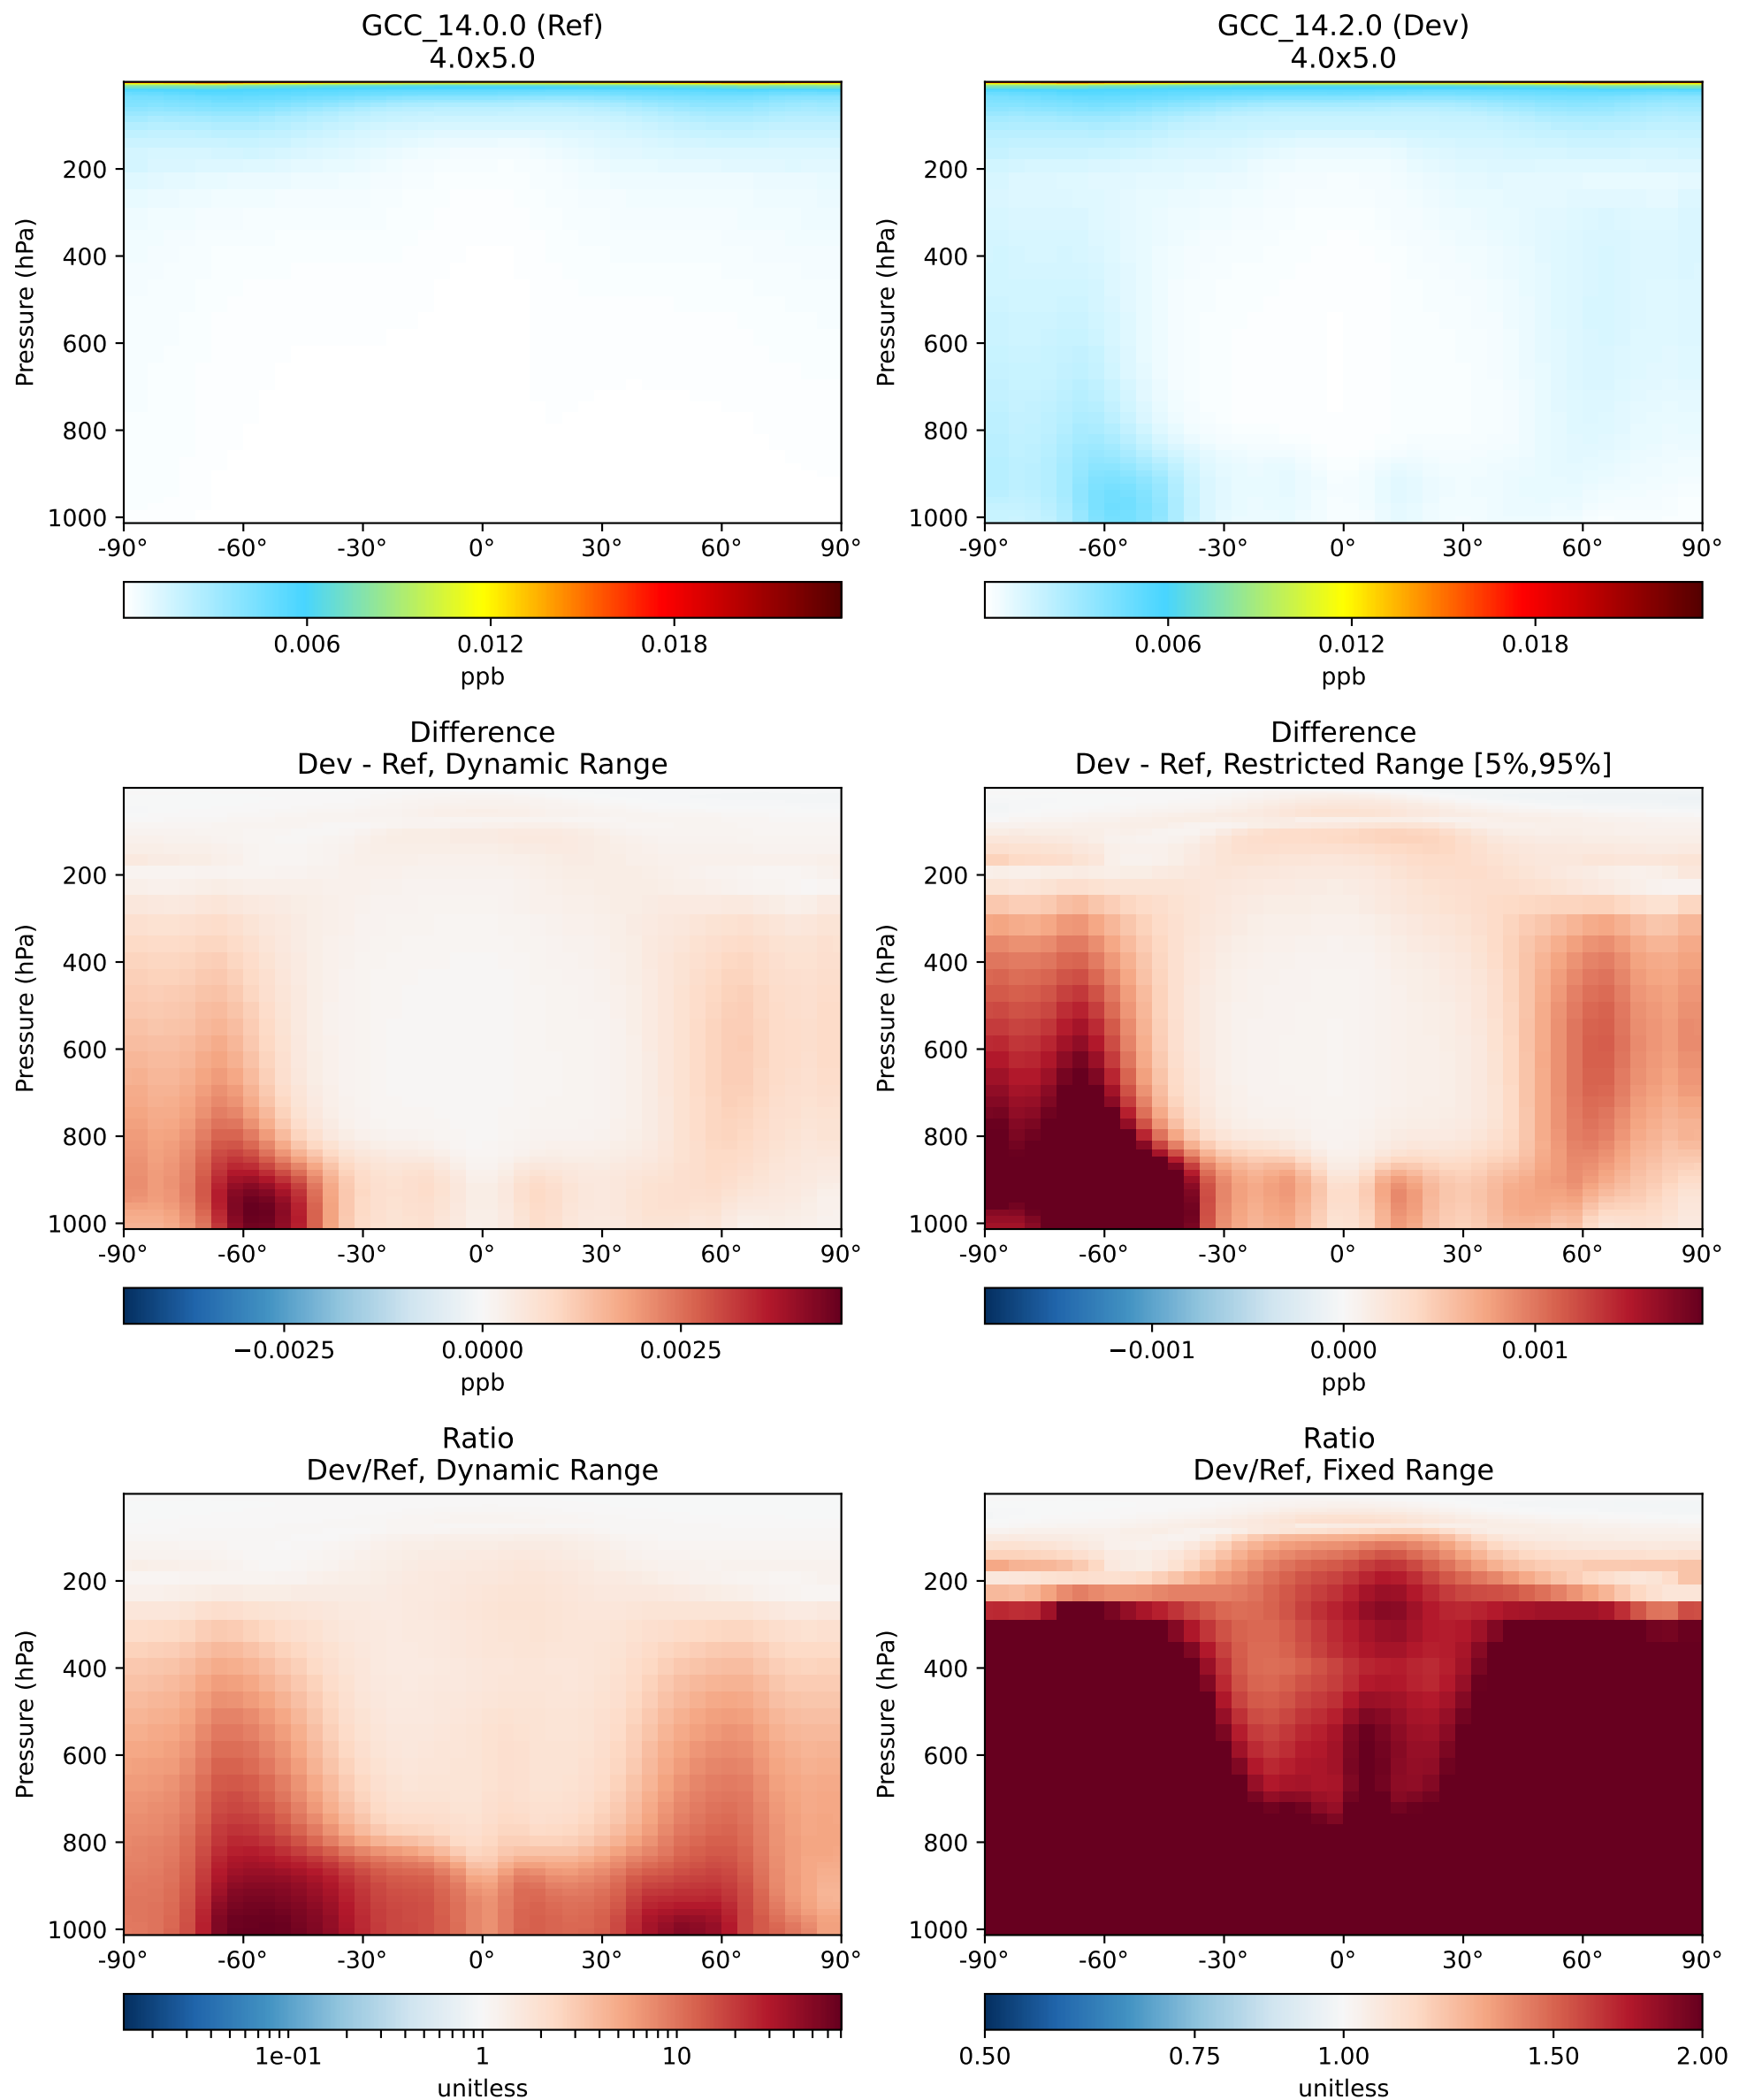 GCC_14.0.0 (Ref)
4.0x5.0
GCC_14.2.0 (Dev)
4.0x5.0
Pressure (hPa)
200
400
600
800
1000
-90° -60° -30° 0° 30° 60° 90°
0.006 0.012 0.018
ppb
Pressure (hPa)
200
400
600
800
1000
-90° -60° -30° 0° 30° 60° 90°
0.006 0.012 0.018
ppb
Difference
Dev - Ref, Dynamic Range
Difference
Dev - Ref, Restricted Range [5%,95%]
Pressure (hPa)
200
400
600
800
1000
-90° -60° -30° 0° 30° 60° 90°
−0.0025 0.0000 0.0025
ppb
Pressure (hPa)
200
400
600
800
1000
-90° -60° -30° 0° 30° 60° 90°
−0.001 0.000 0.001
ppb
Ratio
Dev/Ref, Dynamic Range
Ratio
Dev/Ref, Fixed Range
Pressure (hPa)
200
400
600
800
1000
-90° -60° -30° 0° 30° 60° 90°
1e-01 1 10
unitless
Pressure (hPa)
200
400
600
800
1000
-90° -60° -30° 0° 30° 60° 90°
0.50 0.75 1.00 1.50 2.00
unitless